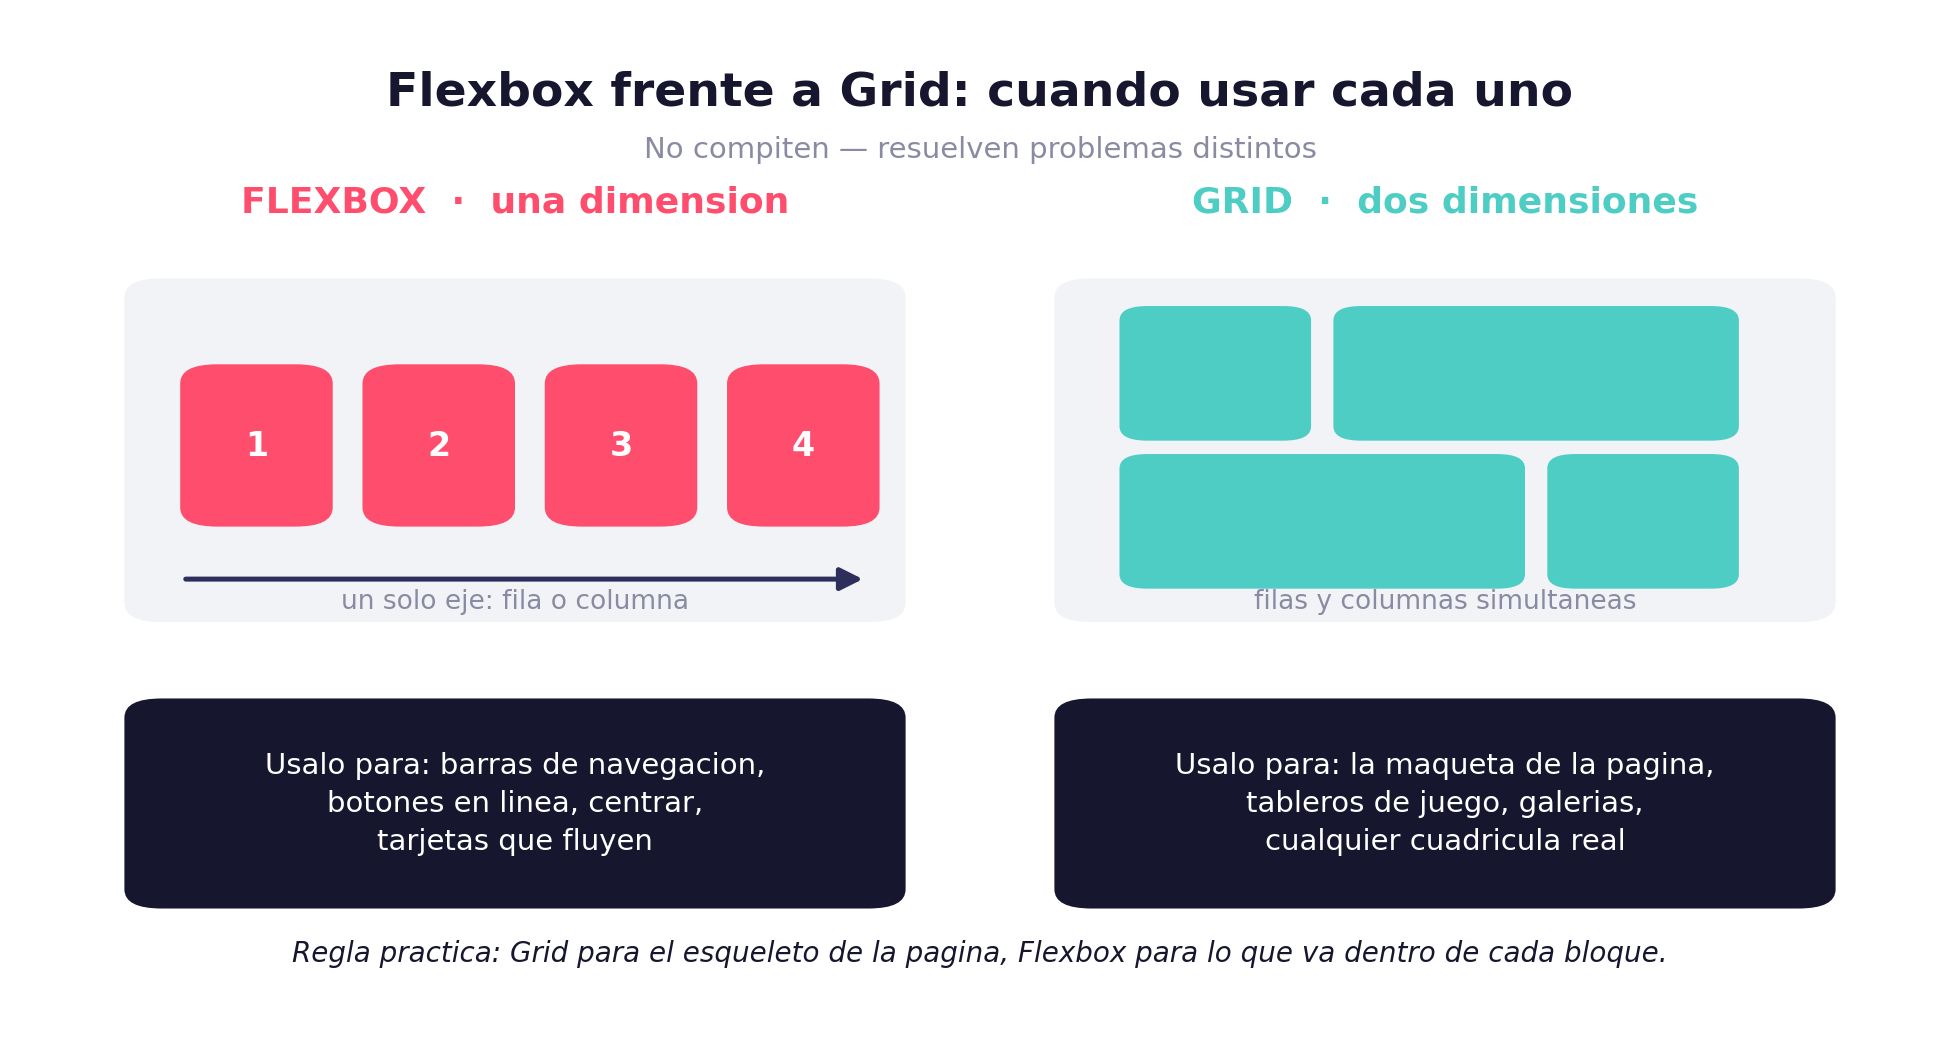 Flexbox frente a Grid: cuando usar cada uno
No compiten — resuelven problemas distintos
FLEXBOX · una dimension
1
2
3
4
un solo eje: fila o columna
Usalo para: barras de navegacion,
botones en linea, centrar,
tarjetas que fluyen
GRID · dos dimensiones
filas y columnas simultaneas
Usalo para: la maqueta de la pagina,
tableros de juego, galerias,
cualquier cuadricula real
Regla practica: Grid para el esqueleto de la pagina, Flexbox para lo que va dentro de cada bloque.